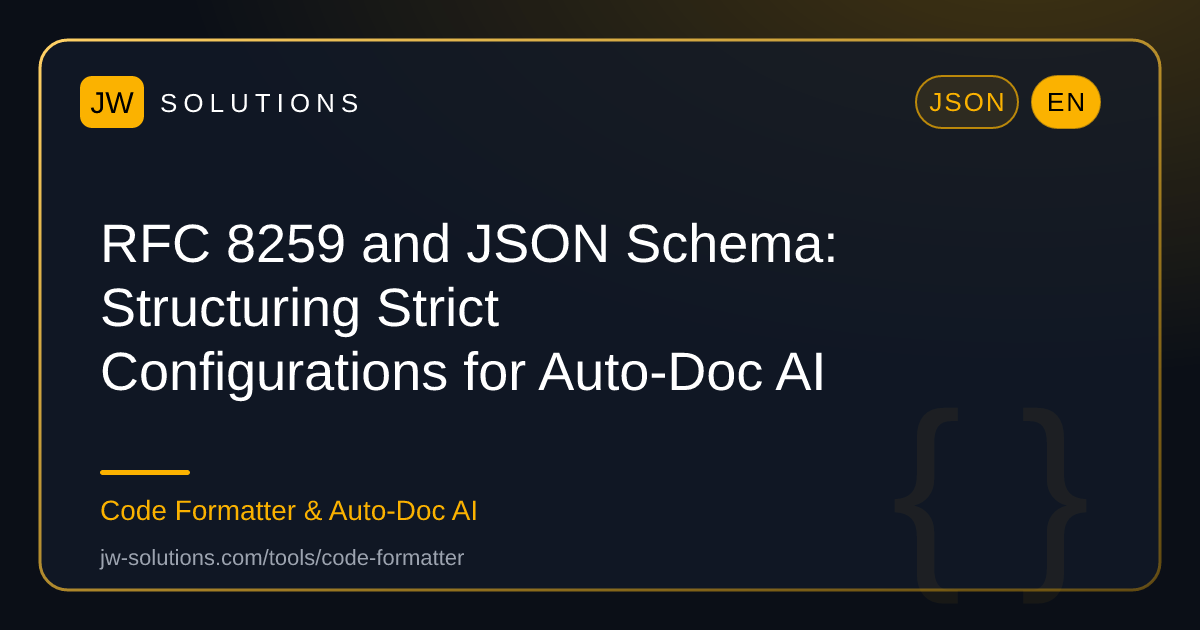 JW SOLUTIONS
JSON EN
RFC 8259 and JSON Schema:
Structuring Strict
Configurations for Auto-Doc AI
Code Formatter & Auto-Doc AI
jw-solutions.com/tools/code-formatter
{ }